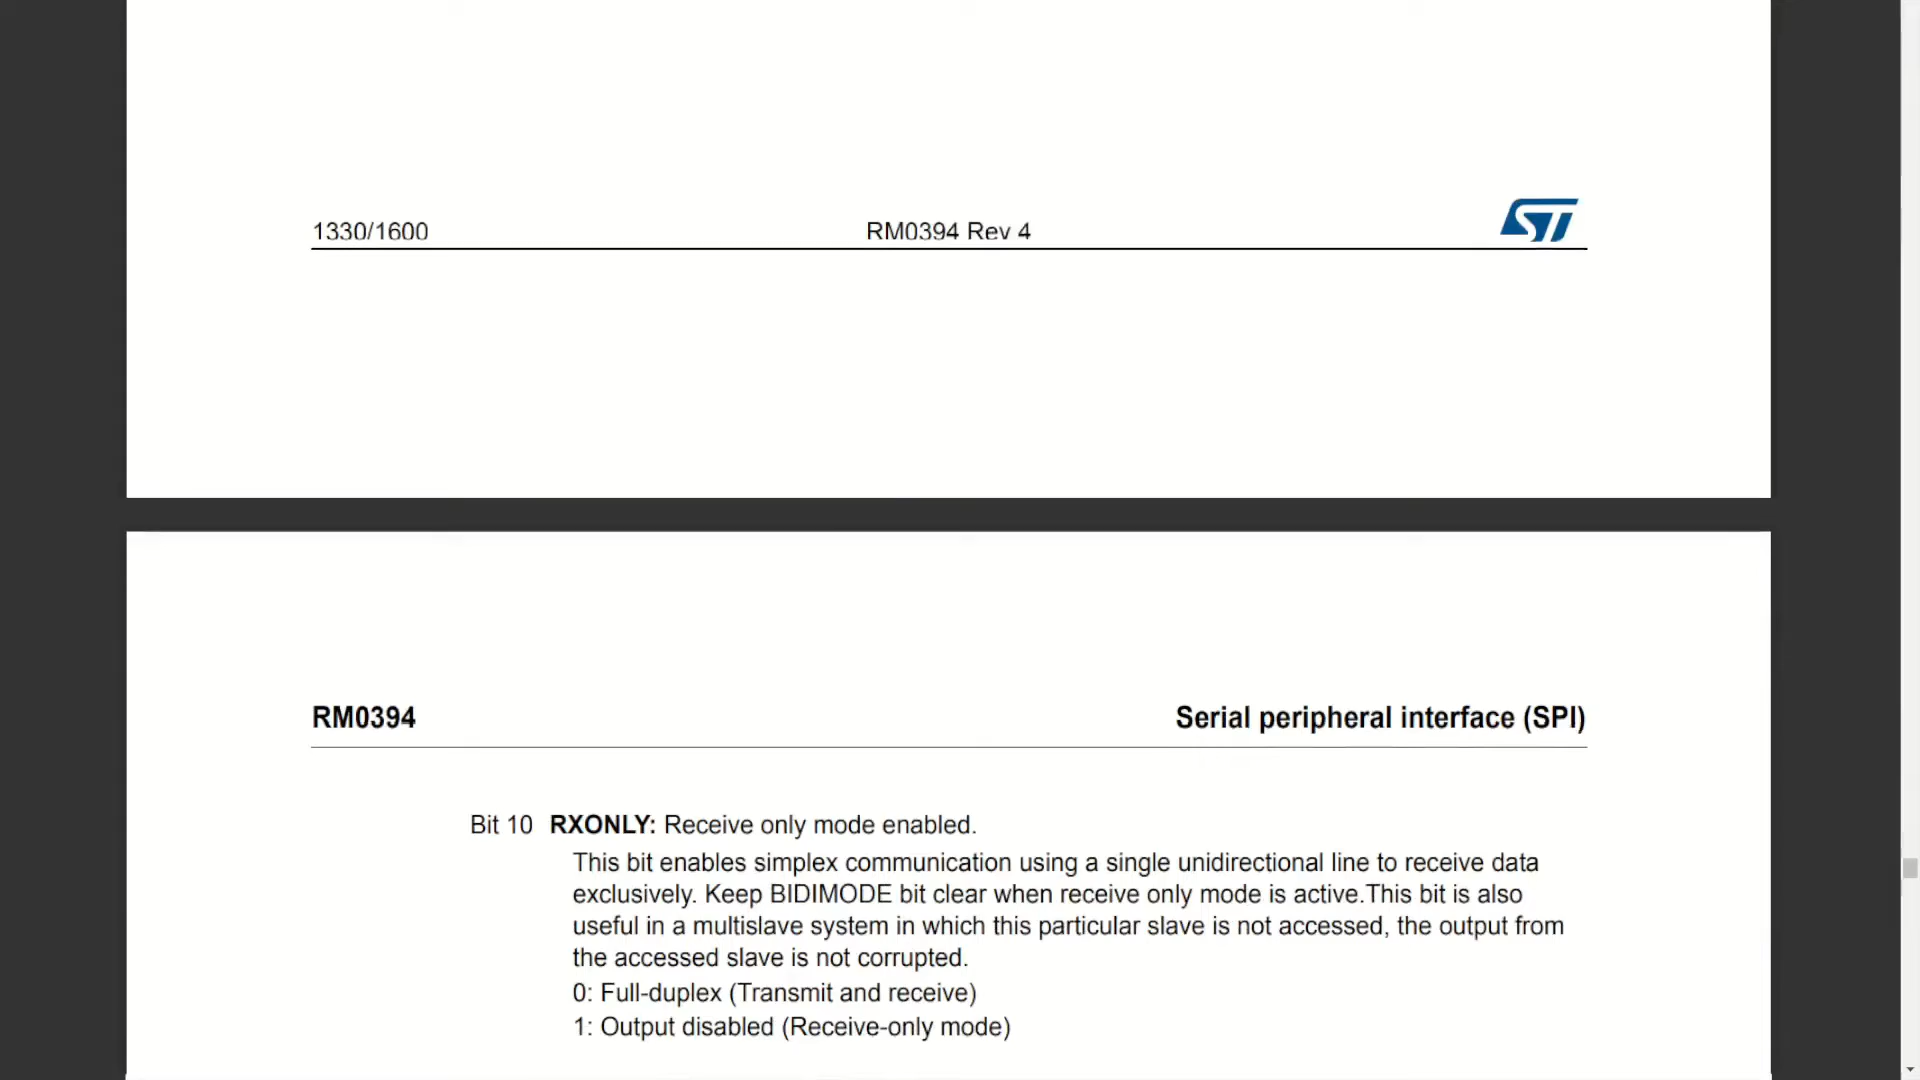 1330/1600 RM0394 Rev 4 ST
RM0394 Serial peripheral interface (SPI)
Bit 10 RXONLY: Receive only mode enabled.
This bit enables simplex communication using a single unidirectional line to receive data
exclusively. Keep BIDIMODE bit clear when receive only mode is active.This bit is also
useful in a multislave system in which this particular slave is not accessed, the output from
the accessed slave is not corrupted.
0: Full-duplex (Transmit and receive)
1: Output disabled (Receive-only mode)